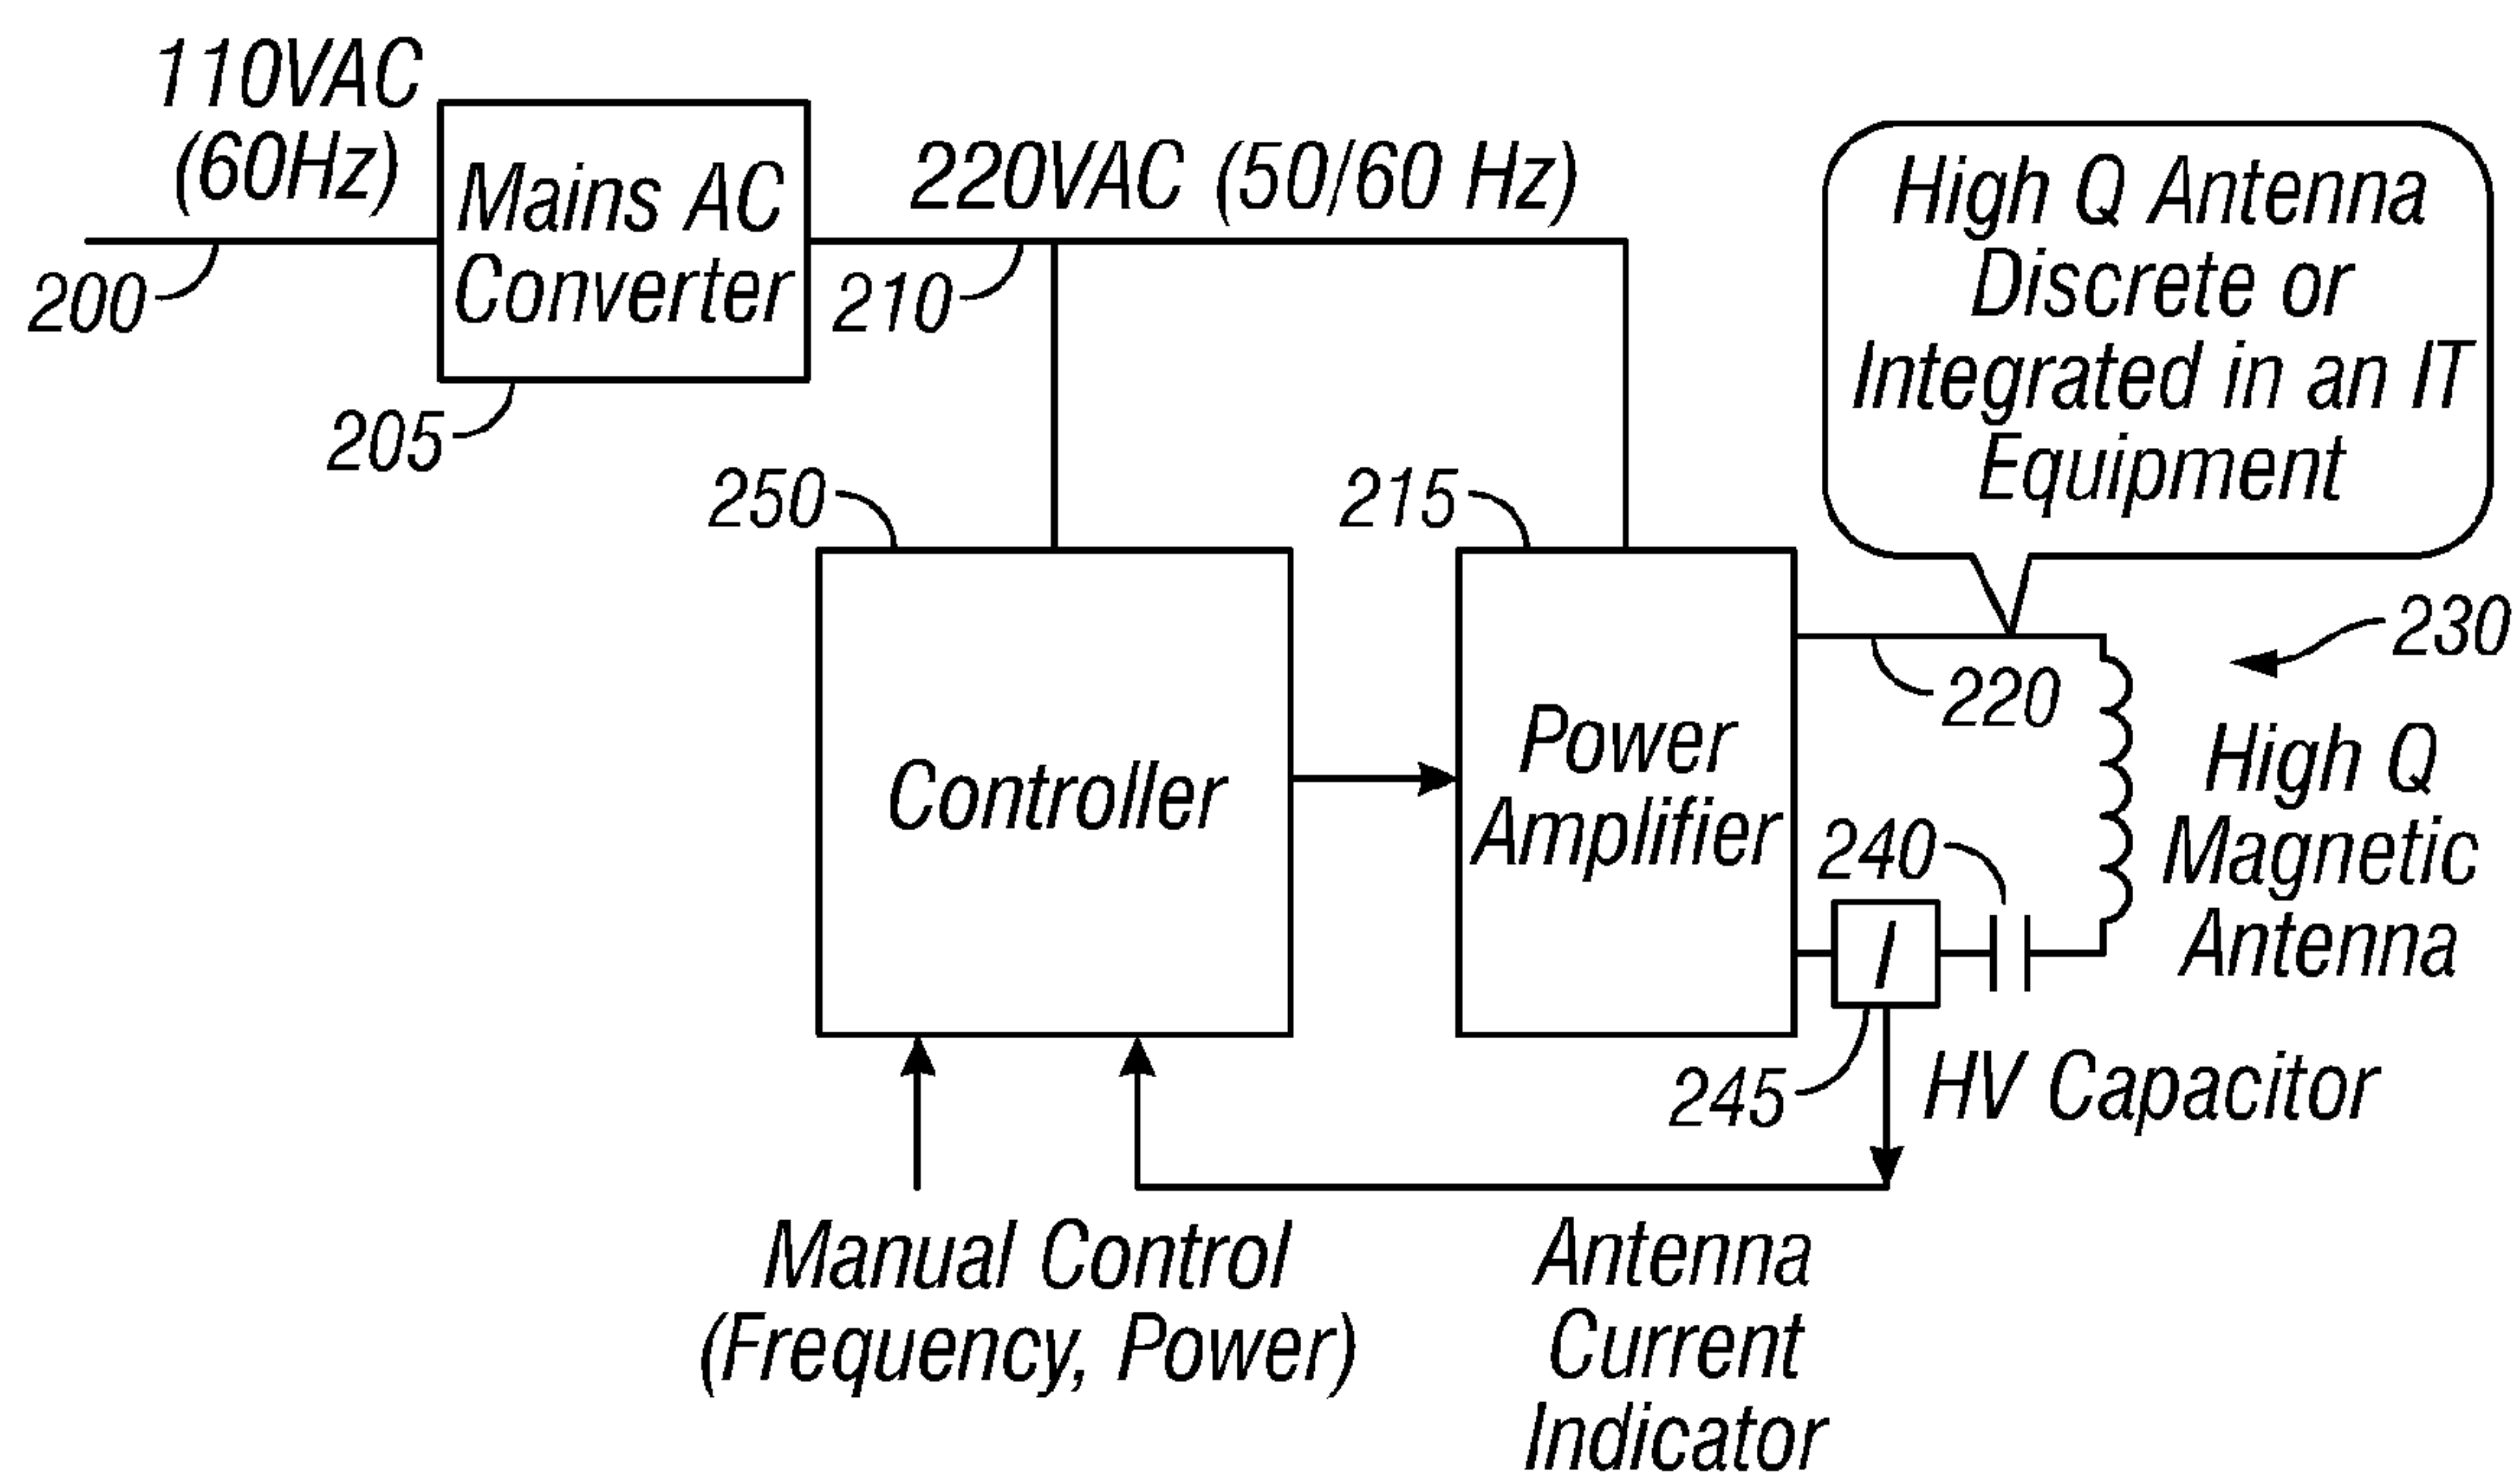 110VAC
(60Hz)
200
Mains AC
Converter
205
220VAC (50/60 Hz)
210
High Q Antenna
Discrete or
Integrated in an IT
Equipment
250
215
230
220
Controller
Power
Amplifier
High Q
Magnetic
Antenna
240
I
245
HV Capacitor
Manual Control
(Frequency, Power)
Antenna
Current
Indicator